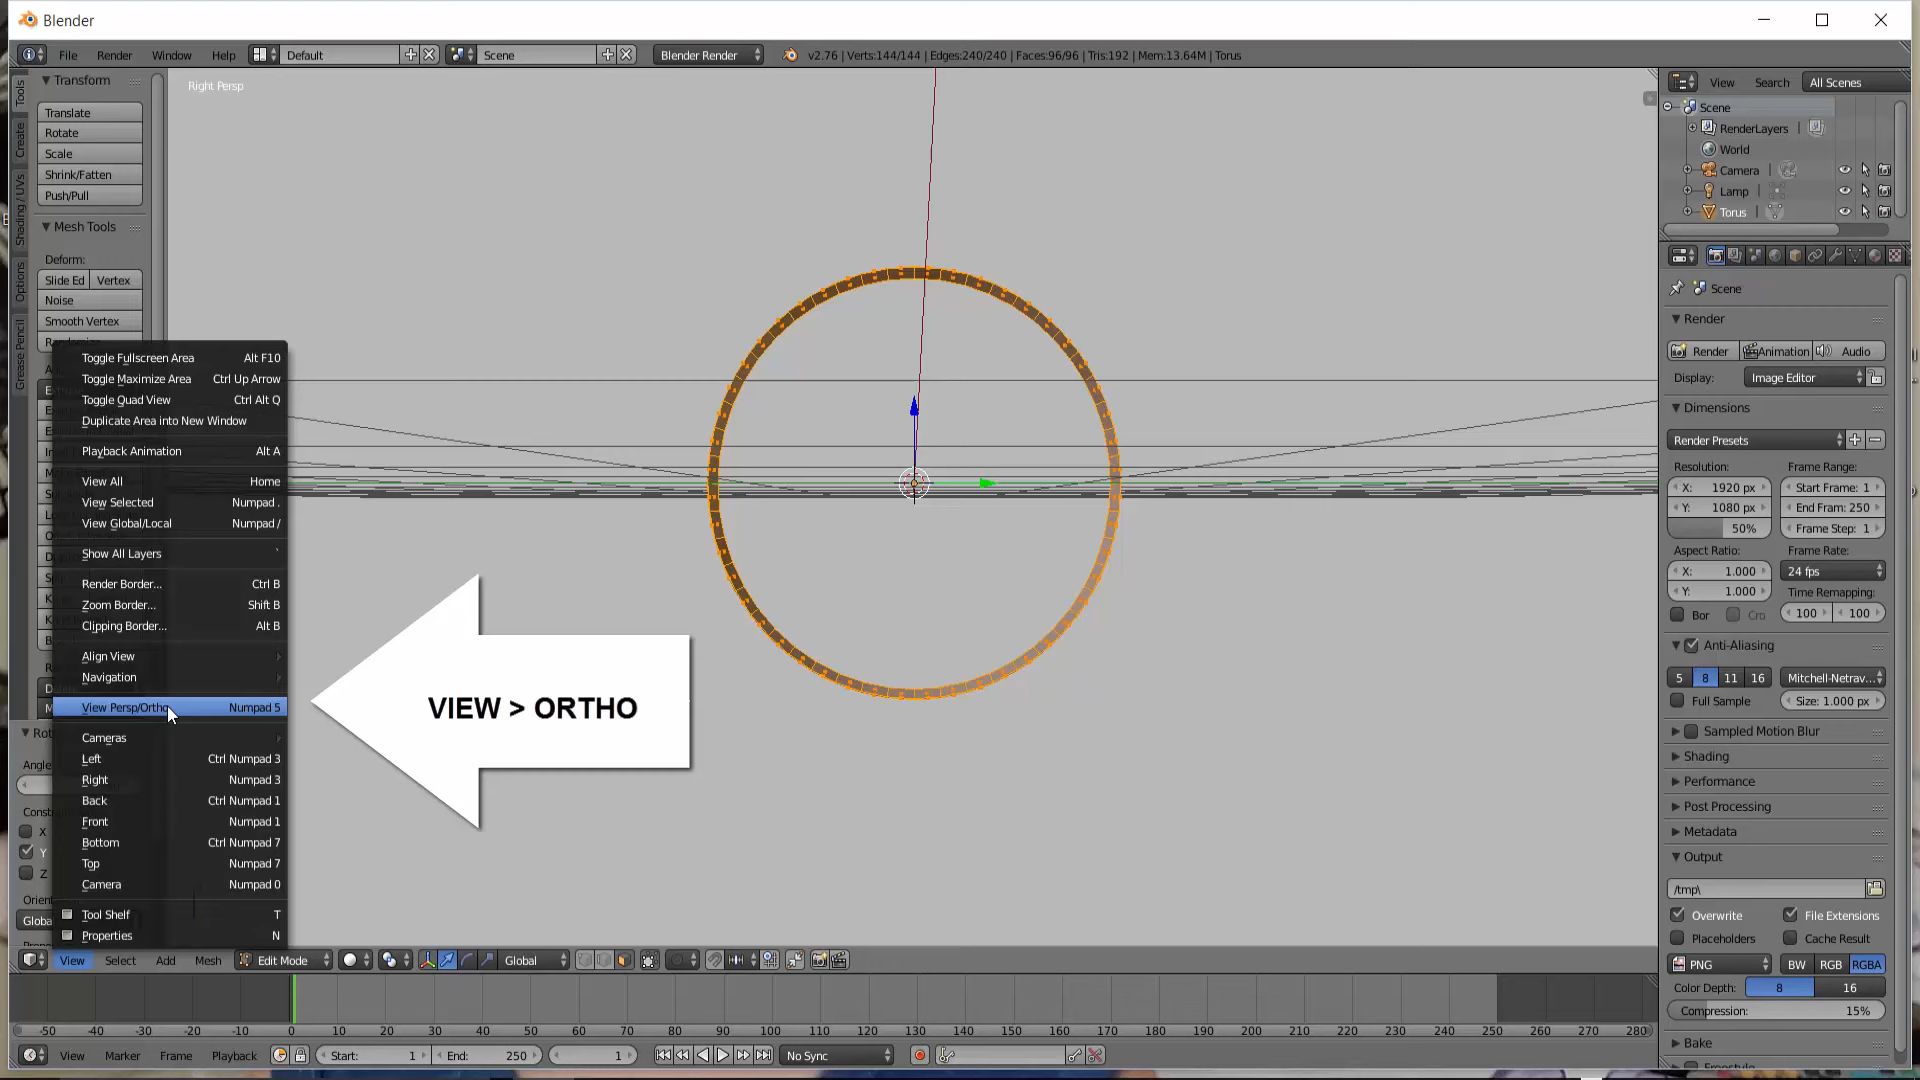 Blender
File Render Window Help Default Scene Blender Render v2.76 | Verts:144/144 | Edges:240/240 | Faces:96/96 | Tris:192 | Mem:13.64M | Torus
Tools
Create
Shading / UVs
Options
Grease Pencil
Transform
Translate
Rotate
Scale
Shrink/Fatten
Push/Pull
Mesh Tools
Deform:
Slide Ed Vertex
Noise
Smooth Vertex
Toggle Fullscreen Area Alt F10
Toggle Maximize Area Ctrl Up Arrow
Toggle Quad View Ctrl Alt Q
Duplicate Area into New Window
Playback Animation Alt A
View All Home
View Selected Numpad .
View Global/Local Numpad /
Show All Layers `
Render Border... Ctrl B
Zoom Border... Shift B
Clipping Border... Alt B
Align View
Navigation
View Persp/Ortho Numpad 5
Cameras
Left Ctrl Numpad 3
Right Numpad 3
Back Ctrl Numpad 1
Front Numpad 1
Bottom Ctrl Numpad 7
Top Numpad 7
Camera Numpad 0
Tool Shelf T
Properties N
Angle
X
Y
Z
Globa
Right Persp
VIEW > ORTHO
View Select Add Mesh Edit Mode Global
-50 -40 -30 -20 -10 0 10 20 30 40 50 60 70 80 90 100 110 120 130 140 150 160 170 180 190 200 210 220 230 240 250 260 270 280
View Marker Frame Playback Start: 1 End: 250 1 No Sync
View Search All Scenes
Scene
RenderLayers
World
Camera
Lamp
Torus
Scene
Render
Render Animation Audio
Display: Image Editor
Dimensions
Render Presets
Resolution: Frame Range:
X: 1920 px Start Frame: 1
Y: 1080 px End Fram: 250
50% Frame Step: 1
Aspect Ratio: Frame Rate:
X: 1.000 24 fps
Y: 1.000 Time Remapping:
Bor Cro 100 100
Anti-Aliasing
5 8 11 16 Mitchell-Netrav...
Full Sample Size: 1.000 px
Sampled Motion Blur
Shading
Performance
Post Processing
Metadata
Output
/tmp\
Overwrite File Extensions
Placeholders Cache Result
PNG BW RGB RGBA
Color Depth: 8 16
Compression: 15%
Bake